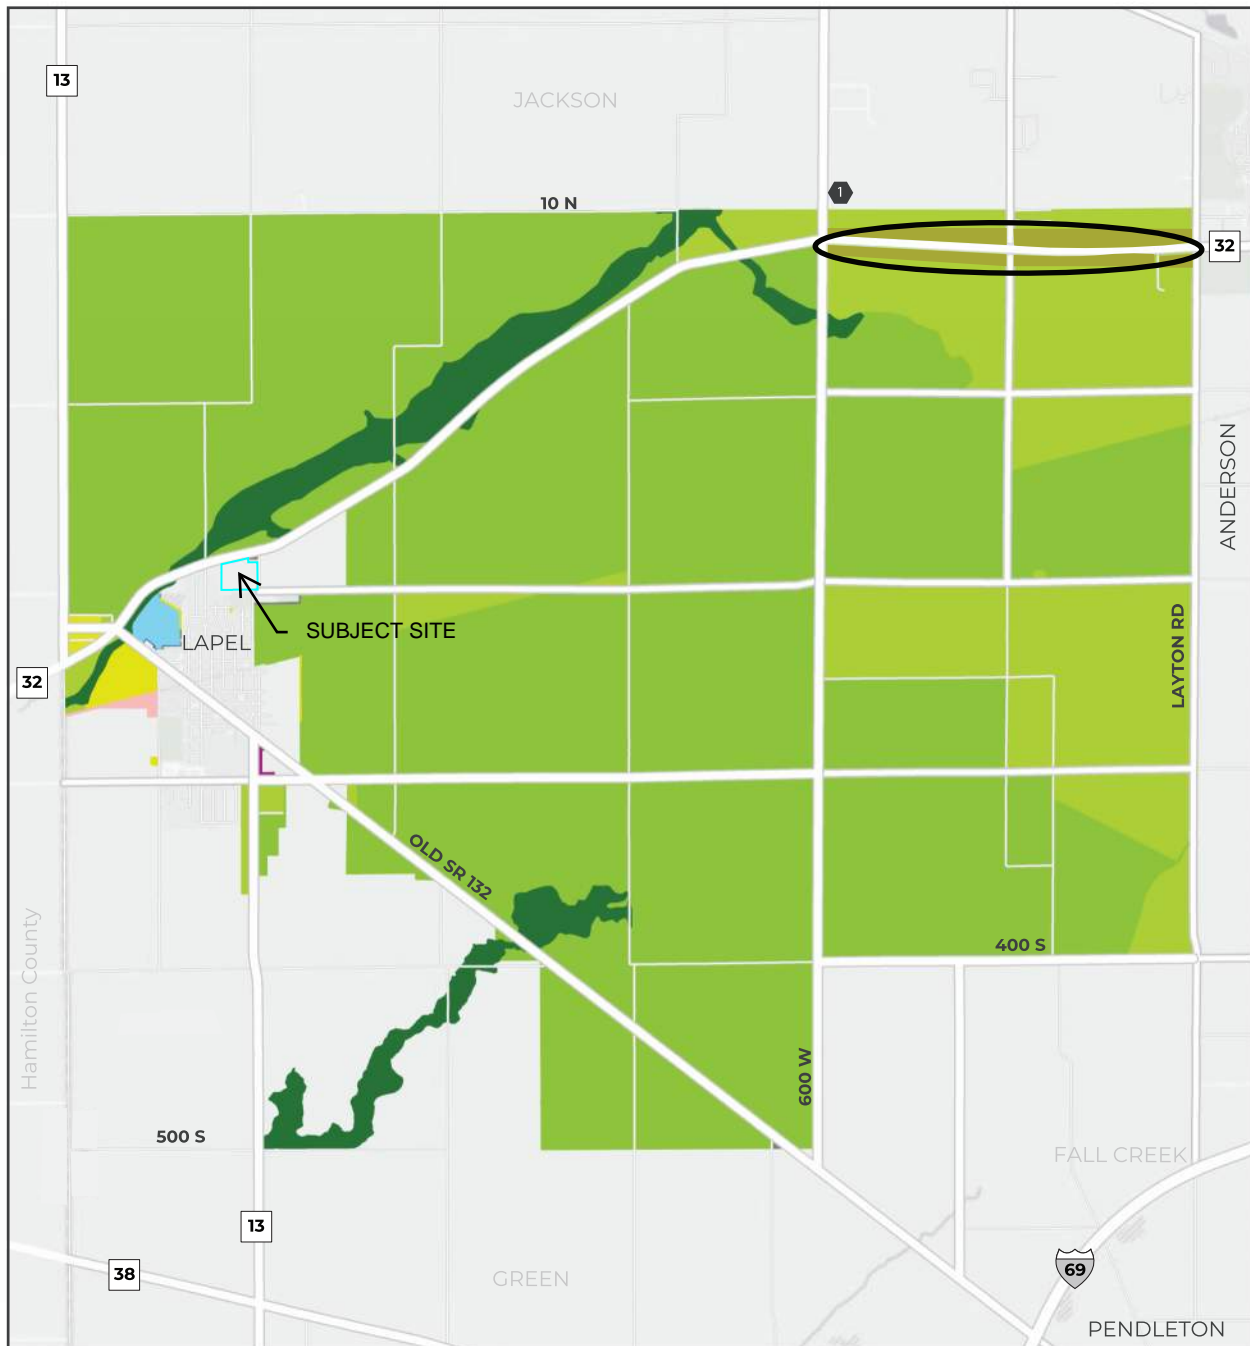 13
JACKSON
1
10 N
32
ANDERSON
SUBJECT SITE
LAPEL
LAYTON RD
32
OLD SR 132
400 S
Hamilton County
600 W
500 S
FALL CREEK
13
38
GREEN
69
PENDLETON